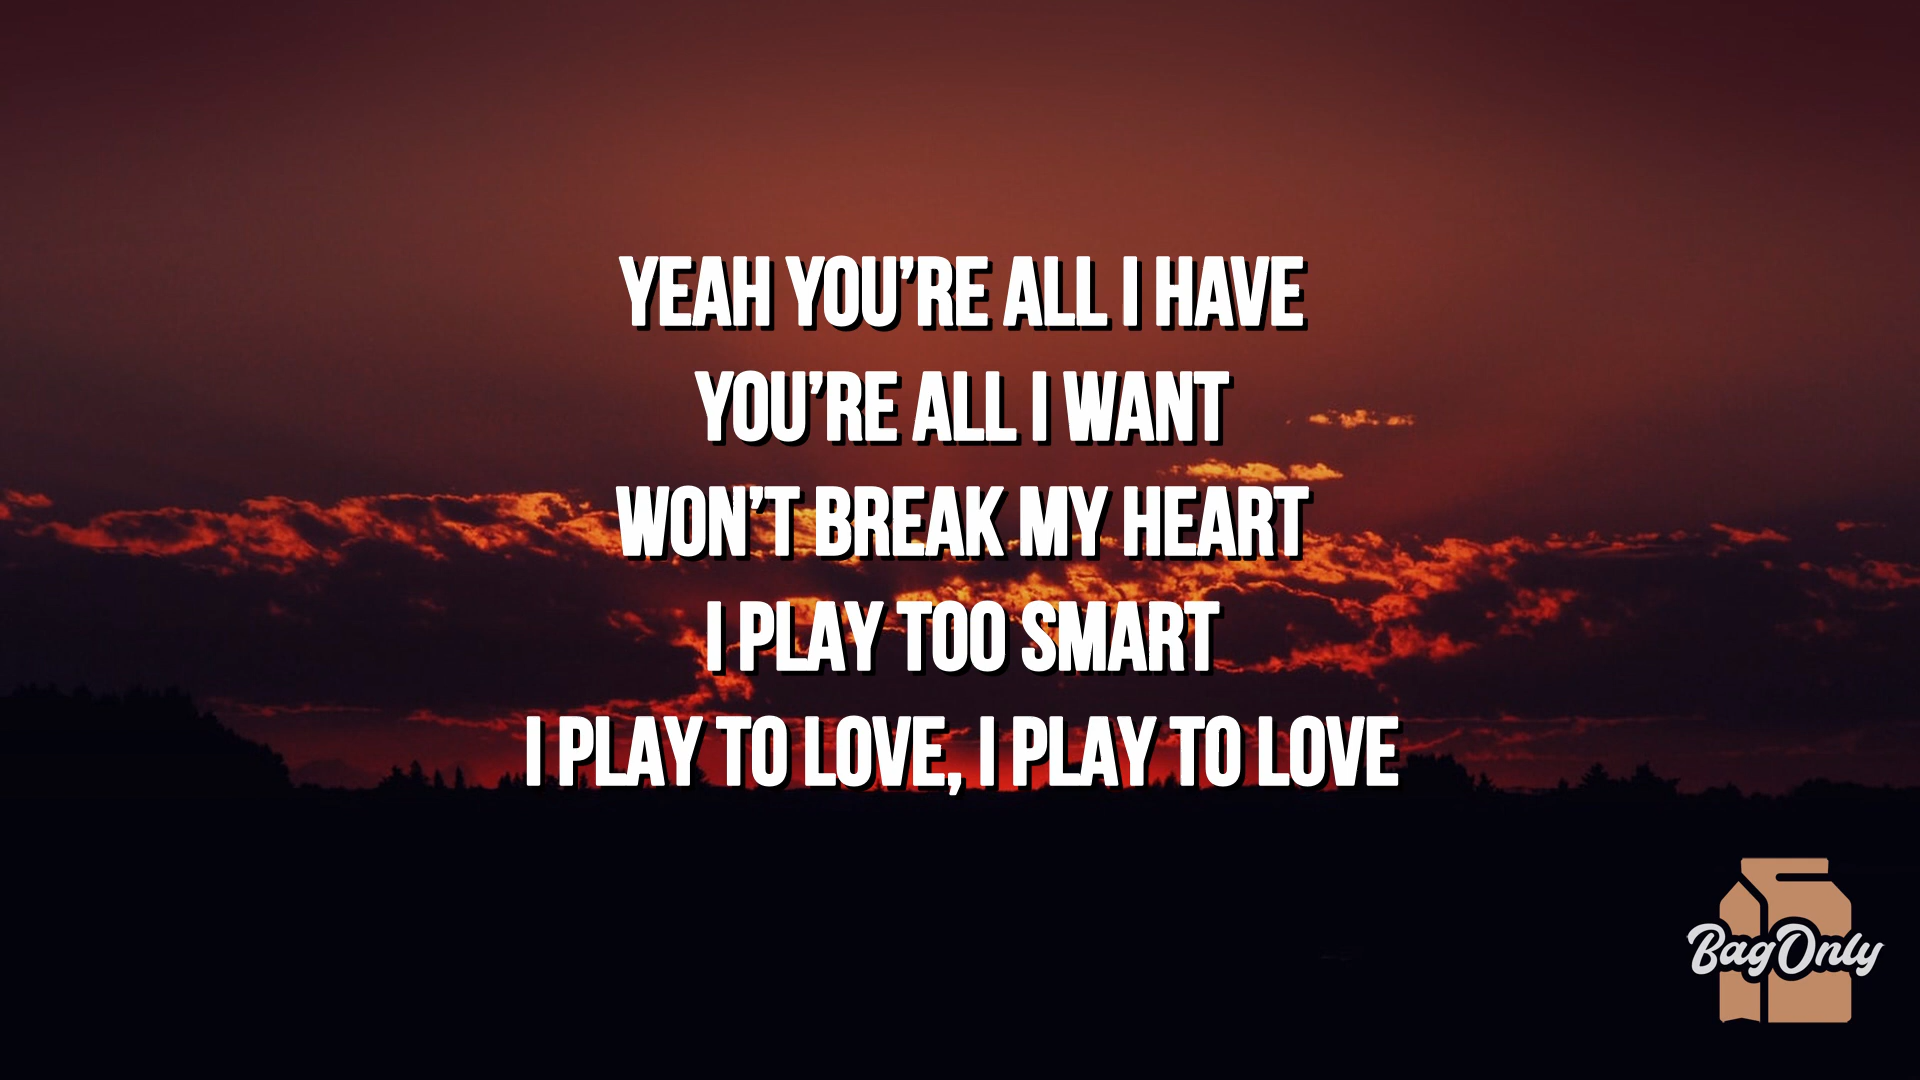 YEAH YOU’RE ALL I HAVE
YOU’RE ALL I WANT
WON’T BREAK MY HEART
I PLAY TOO SMART
I PLAY TO LOVE, I PLAY TO LOVE
BagOnly